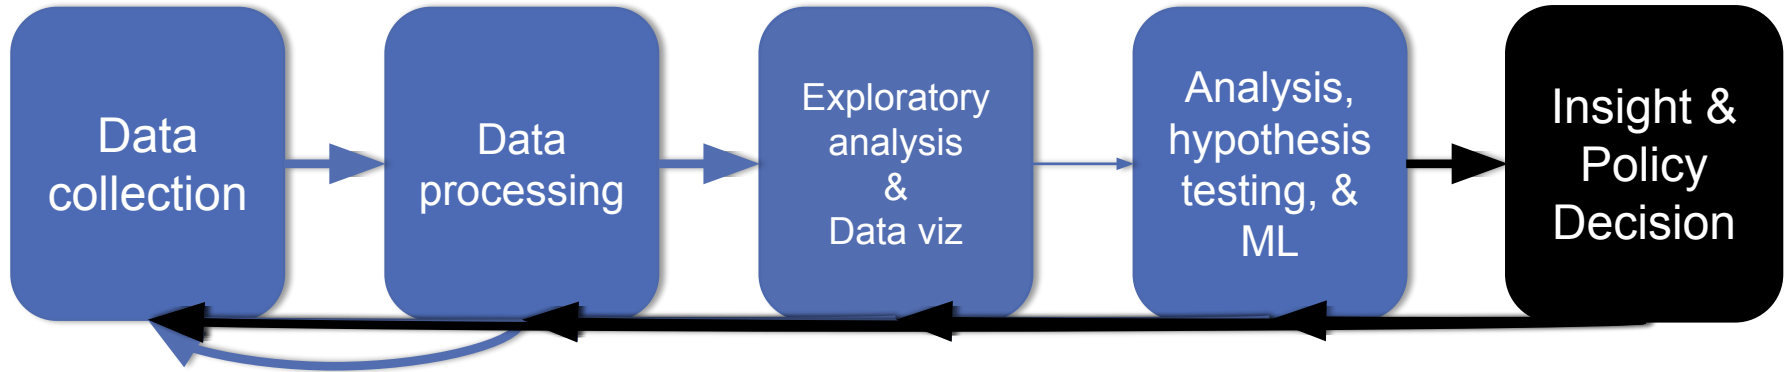 Data
collection
Data
processing
Exploratory
analysis
&
Data viz
Analysis,
hypothesis
testing, &
ML
Insight &
Policy
Decision